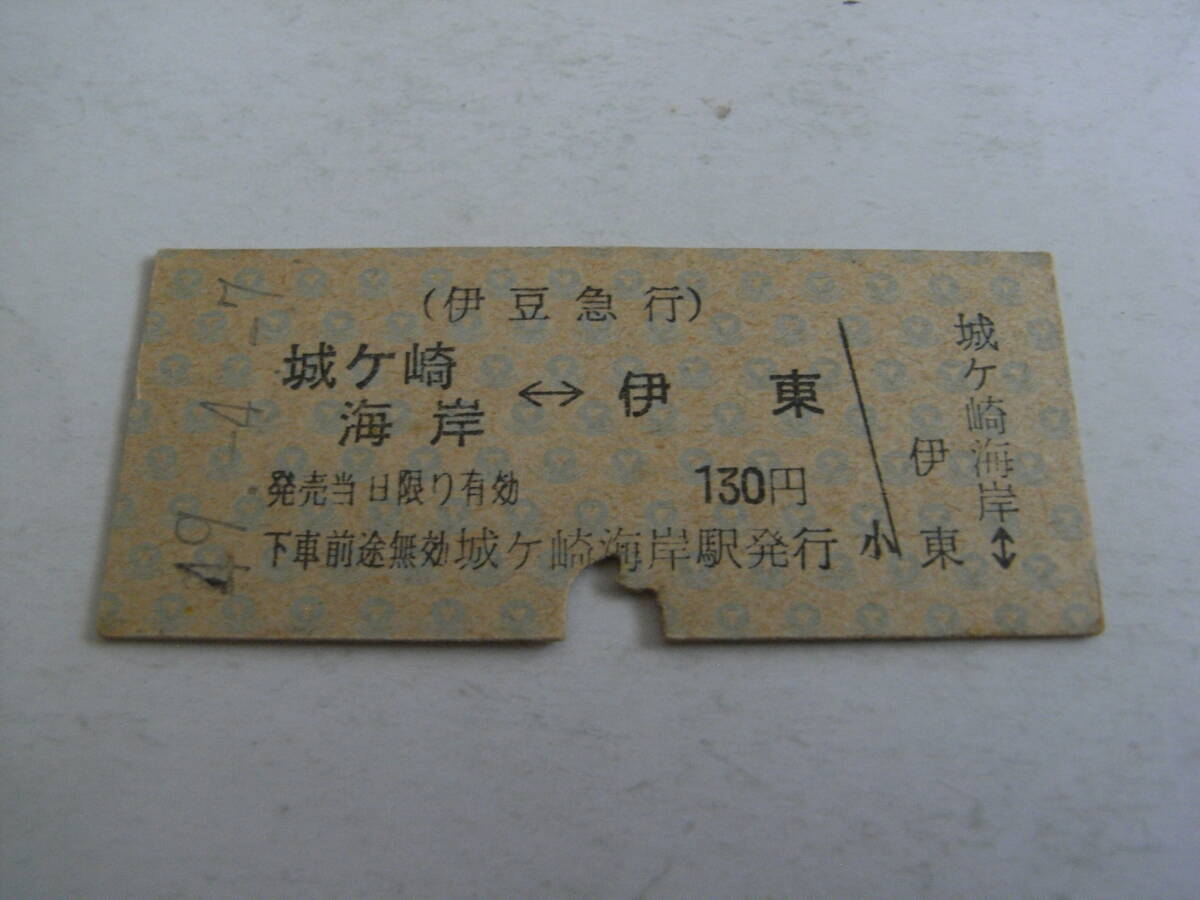 49.-4.-7
(伊豆急行)
城ケ崎海岸 ↔ 伊東
発売当日限り有効 130円
下車前途無効 城ケ崎海岸駅発行
小
城ケ崎海岸↔
伊東